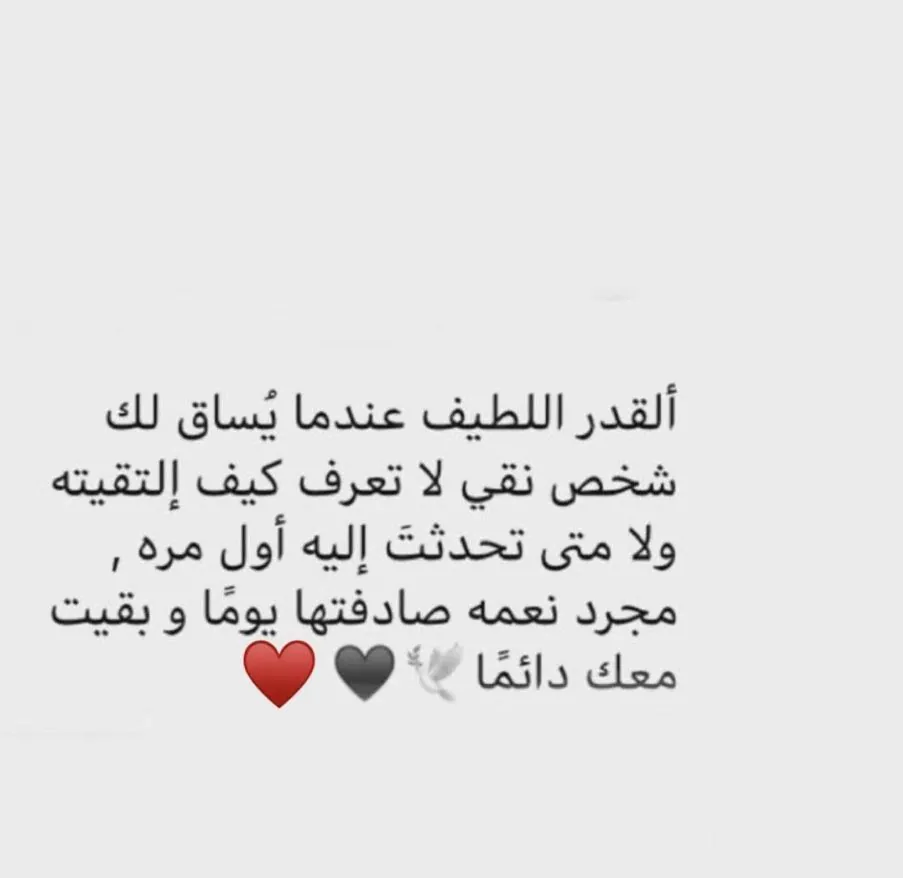 ألقدر اللطيف عندما يُساق لك
شخص نقي لا تعرف كيف إلتقيته
ولا متى تحدثتَ إليه أول مره ,
مجرد نعمه صادفتها يومًا و بقيت
معك دائمًا 🕊🖤♥️